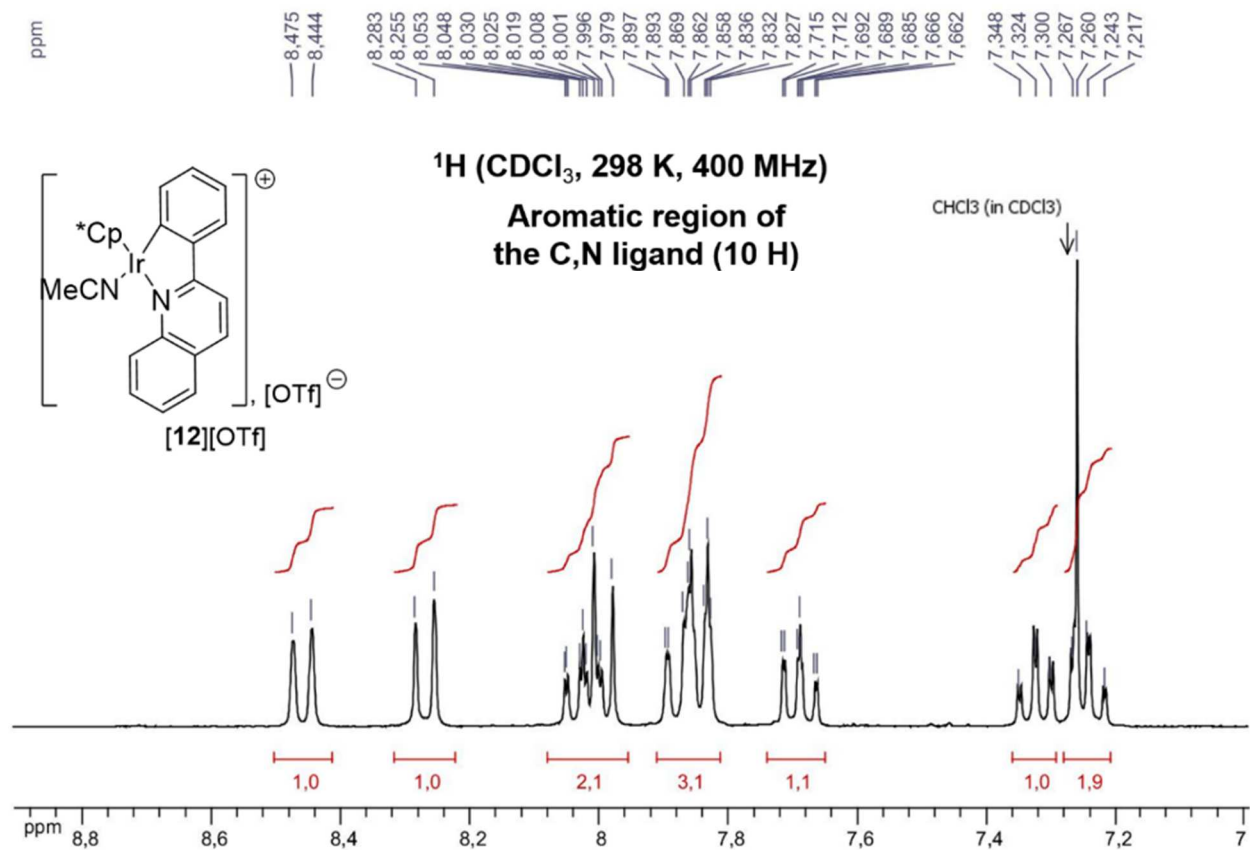 ppm
8,475
8,444
8,283
8,255
8,053
8,048
8,030
8,025
8,019
8,008
8,001
7,996
7,979
7,897
7,893
7,869
7,862
7,858
7,836
7,832
7,827
7,715
7,712
7,692
7,689
7,685
7,666
7,662
7,348
7,324
7,300
7,267
7,260
7,243
7,217
¹H (CDCl₃, 298 K, 400 MHz)
Aromatic region of
the C,N ligand (10 H)
CHCl3 (in CDCl3)
⊕
*Cp
Ir
MeCN
N
, [OTf]⊖
[12][OTf]
1,0 1,0 2,1 3,1 1,1 1,0 1,9
ppm 8,8 8,6 8,4 8,2 8 7,8 7,6 7,4 7,2 7